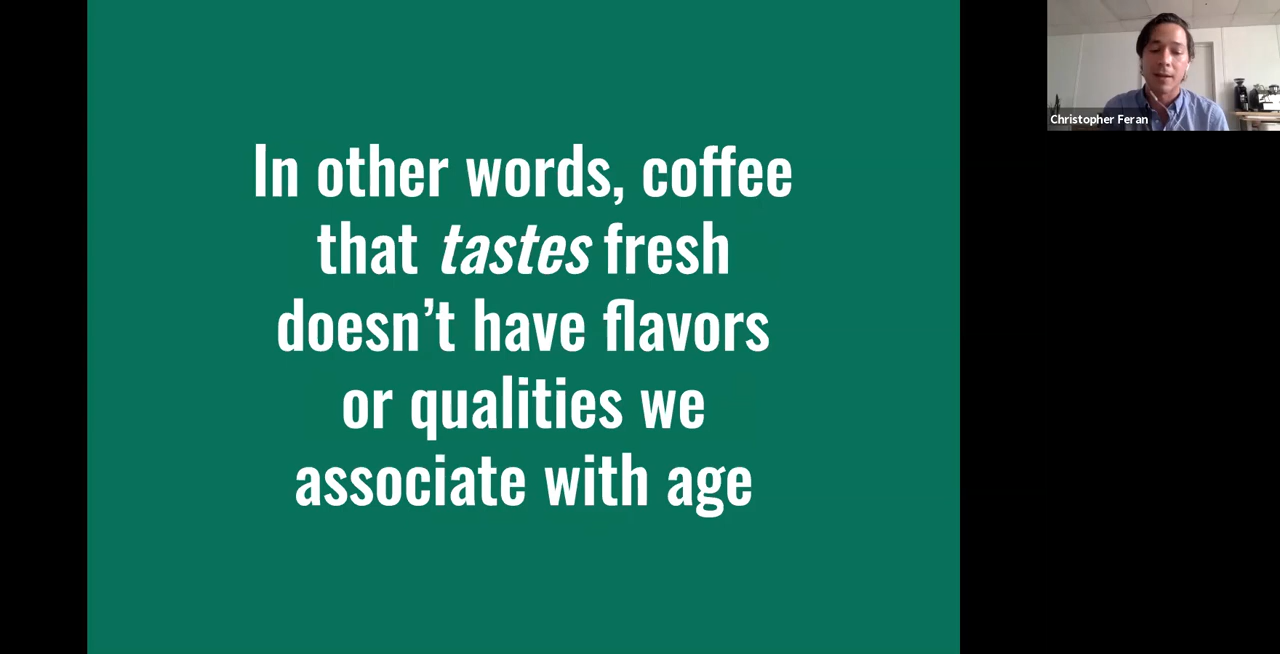 In other words, coffee
that tastes fresh
doesn’t have flavors
or qualities we
associate with age
Christopher Feran